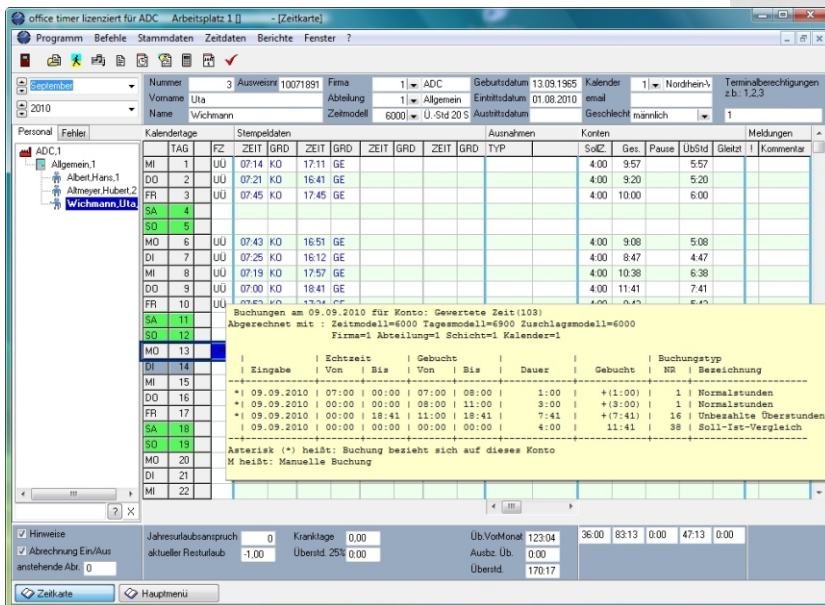 office timer lizenziert für ADC Arbeitsplatz 1 [] - [Zeitkarte]
Programm Befehle Stammdaten Zeitdaten Berichte Fenster ?
September
2010
Nummer 3 Ausweisnr 10071891 Firma 1 ADC Geburtsdatum 13.09.1965 Kalender 1 Nordrhein-V Terminalberechtigungen
Vorname Uta Abteilung 1 Allgemein Eintrittsdatum 01.08.2010 email z.b.: 1,2,3
Name Wichmann Zeitmodell 6000 Ü.-Std 20 S Austrittsdatum Geschlecht männlich 1
Personal Fehler
ADC,1
Allgemein,1
Albert,Hans,1
Altmeyer,Hubert,2
Wichmann,Uta,
Kalendertage Stempeldaten Ausnahmen Konten Meldungen
TAG FZ ZEIT GRD ZEIT GRD ZEIT GRD ZEIT GRD TYP SollZ. Ges. Pause ÜbStd Gleitzt ! Kommentar
MI 1 UÜ 07:14 KO 17:11 GE 4:00 9:57 5:57
DO 2 UÜ 07:21 KO 16:41 GE 4:00 9:20 5:20
FR 3 UÜ 07:45 KO 17:45 GE 4:00 10:00 6:00
SA 4
SO 5
MO 6 UÜ 07:43 KO 16:51 GE 4:00 9:08 5:08
DI 7 UÜ 07:25 KO 16:12 GE 4:00 8:47 4:47
MI 8 UÜ 07:19 KO 17:57 GE 4:00 10:38 6:38
DO 9 UÜ 07:00 KO 18:41 GE 4:00 11:41 7:41
FR 10 UÜ 07:52 KO 17:34 GE 4:00 9:42 5:42
SA 11
SO 12
MO 13
DI 14
MI 15
DO 16
FR 17
SA 18
SO 19
MO 20
DI 21
MI 22
Buchungen am 09.09.2010 für Konto: Gewertete Zeit(103)
Abgerechnet mit : Zeitmodell=6000 Tagesmodell=6900 Zuschlagsmodell=6000
Firma=1 Abteilung=1 Schicht=1 Kalender=1
| | Echtzeit | Gebucht | | | Buchungstyp
| Eingabe | Von | Bis | Von | Bis | Dauer | Gebucht | NR | Bezeichnung
*| 09.09.2010 | 07:00 | 00:00 | 07:00 | 08:00 | 1:00 | +(1:00) | 1 | Normalstunden
*| 09.09.2010 | 00:00 | 00:00 | 08:00 | 11:00 | 3:00 | +(3:00) | 1 | Normalstunden
*| 09.09.2010 | 00:00 | 18:41 | 11:00 | 18:41 | 7:41 | +(7:41) | 16 | Unbezahlte Überstunden
| 09.09.2010 | 00:00 | 00:00 | 00:00 | 00:00 | 4:00 | 11:41 | 38 | Soll-Ist-Vergleich
Asterisk (*) heißt: Buchung bezieht sich auf dieses Konto
M heißt: Manuelle Buchung
Hinweise
Abrechnung Ein/Aus
anstehende Abr. 0
Jahresurlaubsanspruch 0 Kranktage 0,00 Üb.VorMonat 123:04 36:00 83:13 0:00 47:13 0:00
aktueller Resturlaub -1,00 Überstd. 25% 0:00 Ausbz. Üb. 0:00
Überstd. 170:17
Zeitkarte Hauptmenü